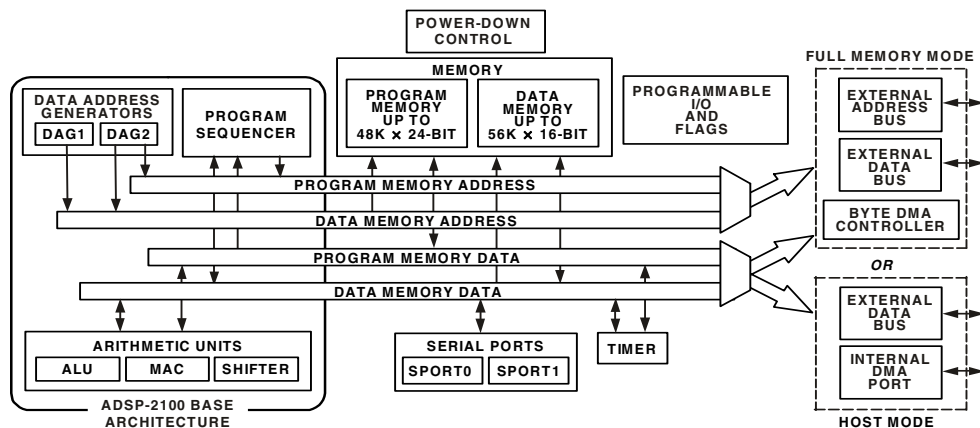 POWER-DOWN
CONTROL
FULL MEMORY MODE
MEMORY
DATA ADDRESS
GENERATORS
DAG1
DAG2
PROGRAM
SEQUENCER
PROGRAM
MEMORY
UP TO
48K × 24-BIT
DATA
MEMORY
UP TO
56K × 16-BIT
PROGRAMMABLE
I/O
AND
FLAGS
EXTERNAL
ADDRESS
BUS
EXTERNAL
DATA
BUS
BYTE DMA
CONTROLLER
PROGRAM MEMORY ADDRESS
DATA MEMORY ADDRESS
PROGRAM MEMORY DATA
DATA MEMORY DATA
OR
EXTERNAL
DATA
BUS
INTERNAL
DMA
PORT
HOST MODE
ARITHMETIC UNITS
ALU
MAC
SHIFTER
SERIAL PORTS
SPORT0
SPORT1
TIMER
ADSP-2100 BASE
ARCHITECTURE